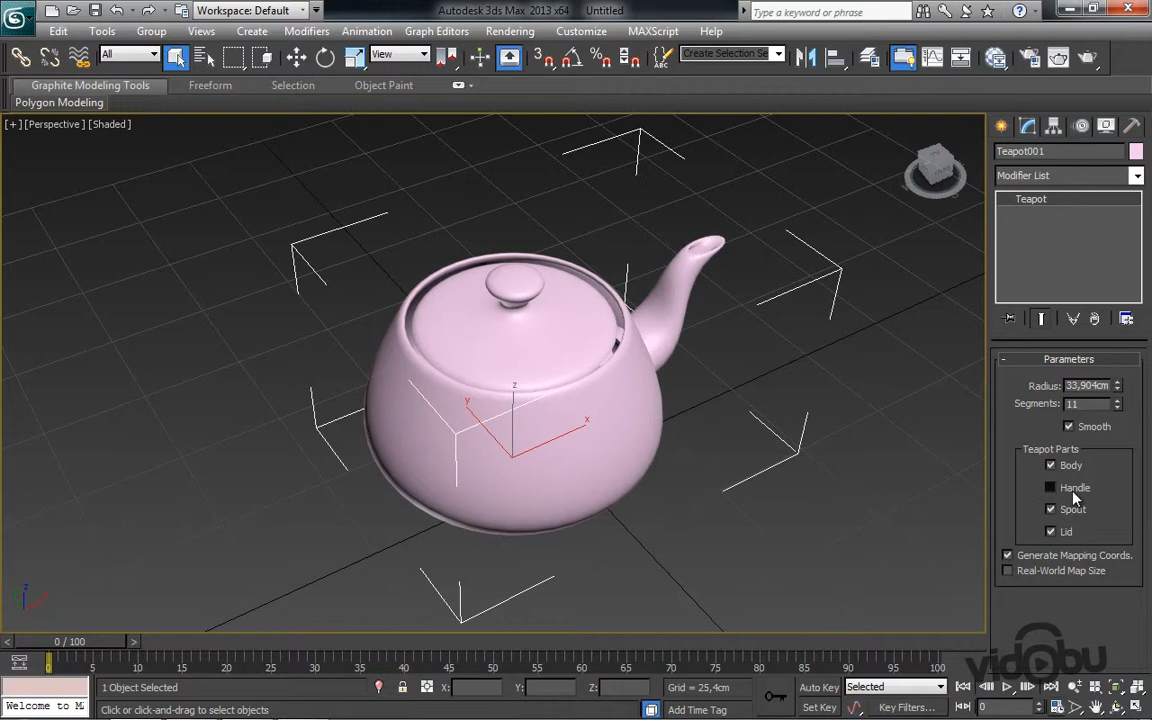 Workspace: Default
Autodesk 3ds Max 2013 x64 Untitled
Type a keyword or phrase
Edit Tools Group Views Create Modifiers Animation Graph Editors Rendering Customize MAXScript Help
All View Create Selection Se
Graphite Modeling Tools Freeform Selection Object Paint
Polygon Modeling
[+] [Perspective] [Shaded]
Teapot001
Modifier List
Teapot
- Parameters
Radius: 33,904cm
Segments: 11
Smooth
Teapot Parts
Body
Handle
Spout
Lid
Generate Mapping Coords.
Real-World Map Size
z
y
x
z
x
< 0 / 100 >
vidobu
0 5 10 15 20 25 30 35 40 45 50 55 60 65 70 75 80 85 90 95 100
1 Object Selected X: Y: Z: Grid = 25,4cm Auto Key Selected
Welcome to M
Click or click-and-drag to select objects Add Time Tag Set Key Key Filters... 0